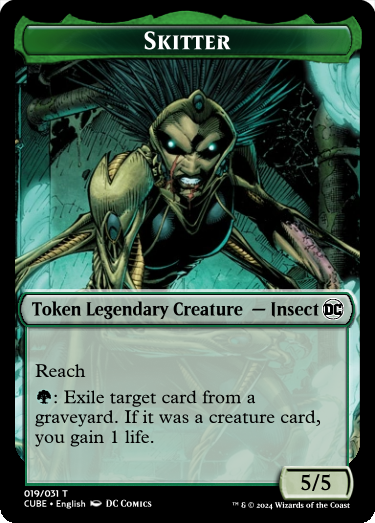 SKITTER
Token Legendary Creature — Insect DC
Reach
: Exile target card from a
graveyard. If it was a creature card,
you gain 1 life.
5/5
019/031 T
CUBE • English DC COMICS
™ & © 2024 Wizards of the Coast